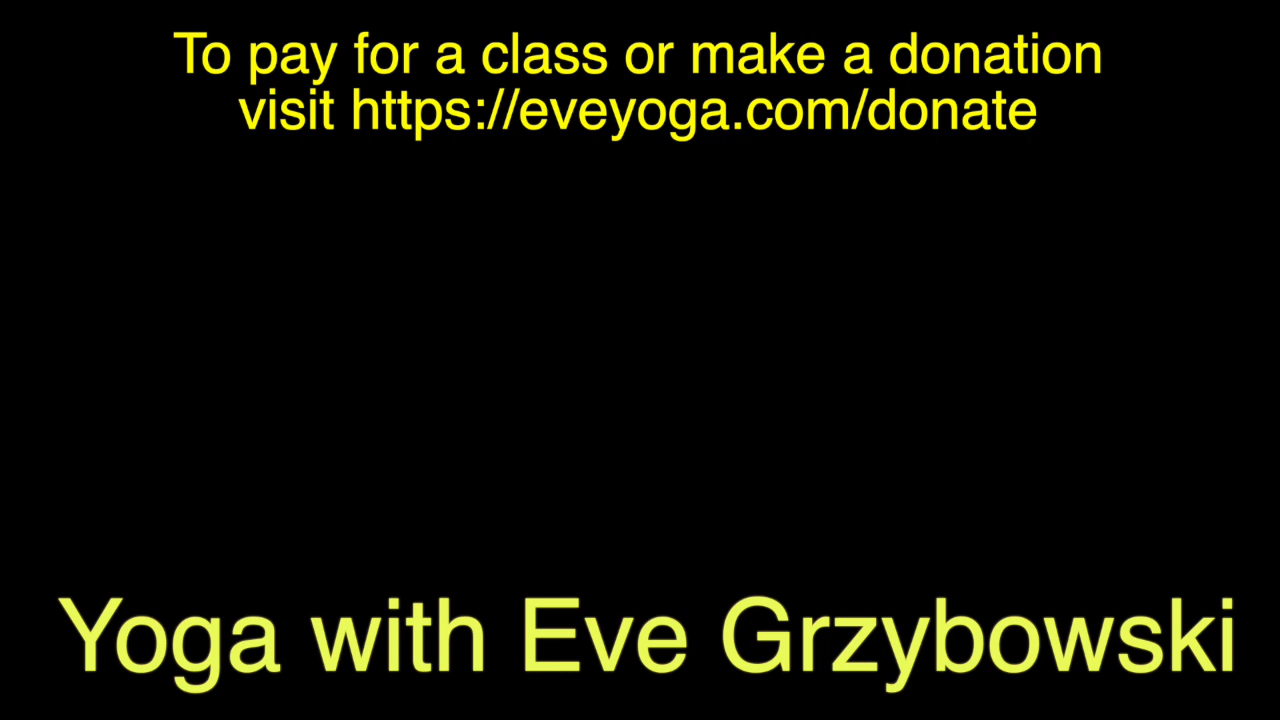 To pay for a class or make a donation
visit https://eveyoga.com/donate
Yoga with Eve Grzybowski